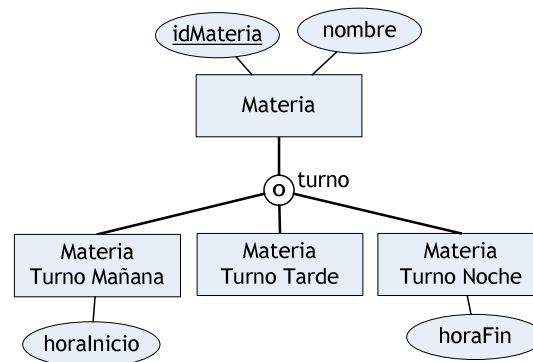 idMateria
nombre
Materia
O
turno
Materia
Turno Mañana
Materia
Turno Tarde
Materia
Turno Noche
horaInicio
horaFin